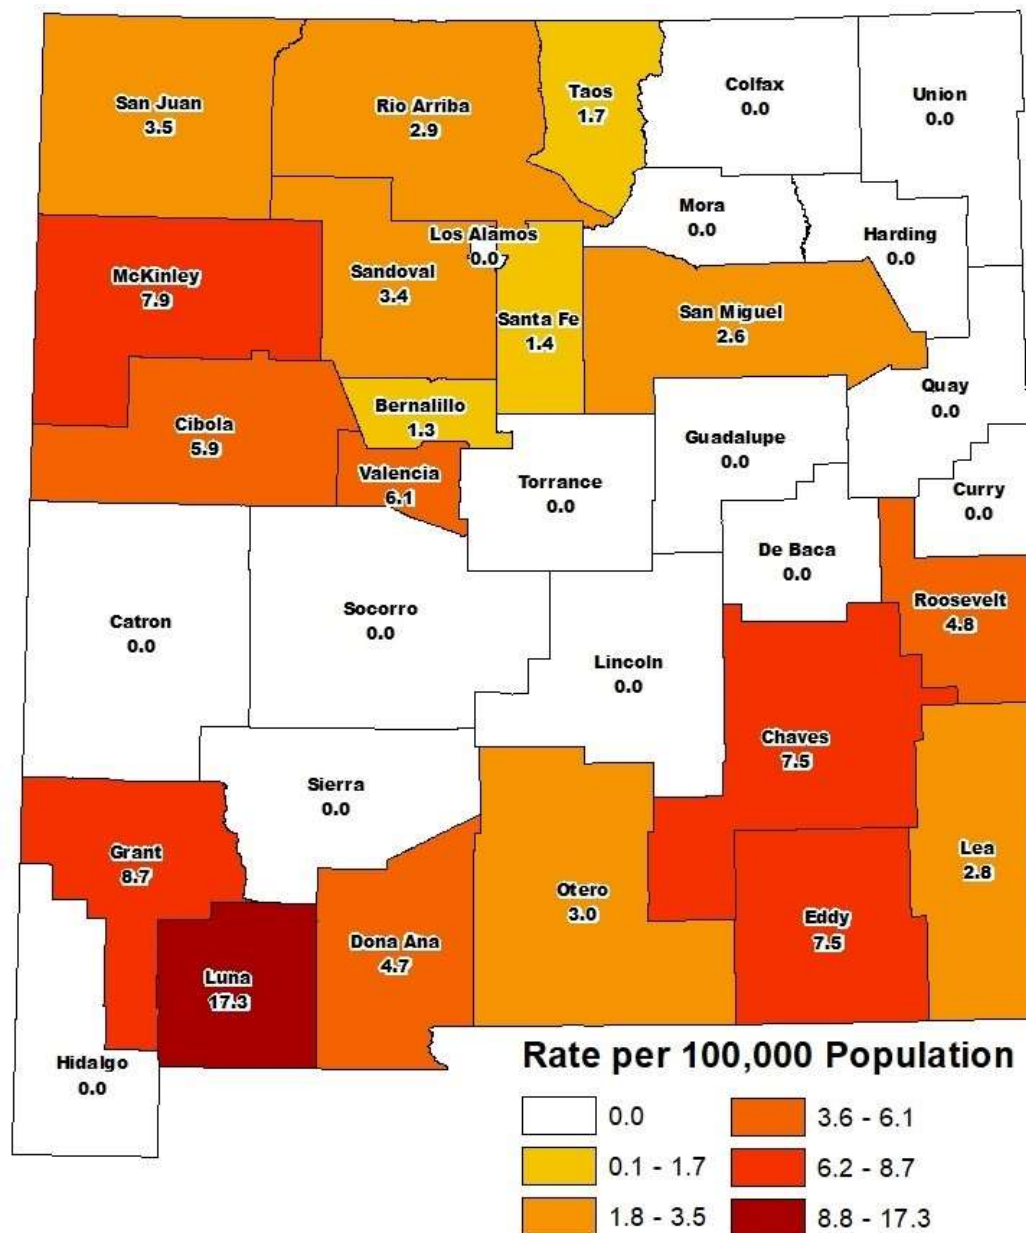 San Juan
3.5
Rio Arriba
2.9
Taos
1.7
Colfax
0.0
Union
0.0
Mora
0.0
Los Alamos
0.0
Harding
0.0
McKinley
7.9
Sandoval
3.4
Santa Fe
1.4
San Miguel
2.6
Quay
0.0
Bernalillo
1.3
Cibola
5.9
Guadalupe
0.0
Valencia
6.1
Torrance
0.0
Curry
0.0
De Baca
0.0
Roosevelt
4.8
Catron
0.0
Socorro
0.0
Lincoln
0.0
Chaves
7.5
Sierra
0.0
Grant
8.7
Lea
2.8
Otero
3.0
Eddy
7.5
Dona Ana
4.7
Luna
17.3
Hidalgo
0.0
Rate per 100,000 Population
0.0
3.6 - 6.1
0.1 - 1.7
6.2 - 8.7
1.8 - 3.5
8.8 - 17.3